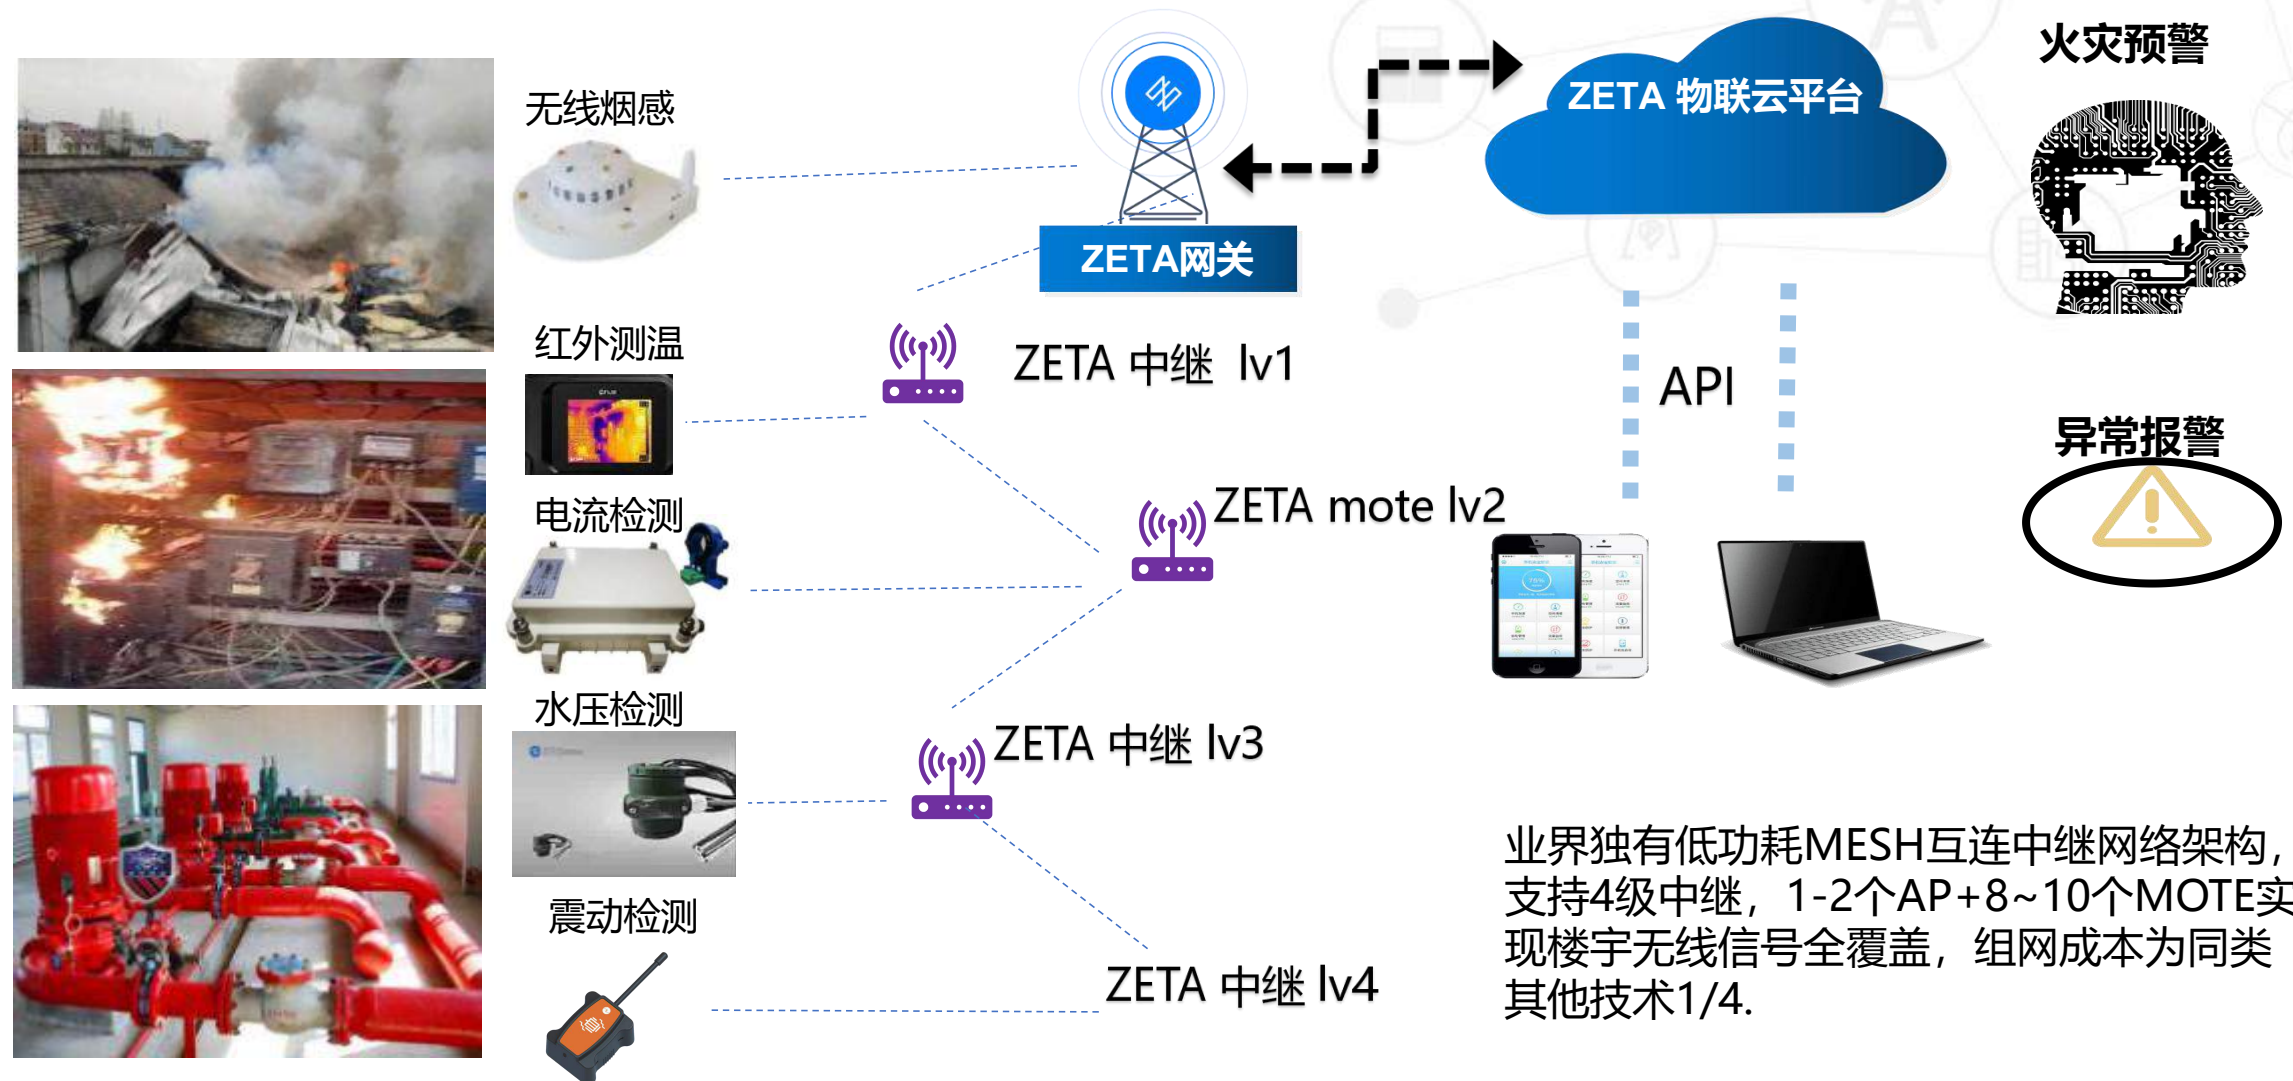 火灾预警
ZETA 物联云平台
无线烟感
ZETA网关
红外测温
ZETA 中继 lv1
API
异常报警
电流检测
ZETA mote lv2
水压检测
ZETA 中继 lv3
震动检测
ZETA 中继 lv4
业界独有低功耗MESH互连中继网络架构，
支持4级中继，1-2个AP+8~10个MOTE实
现楼宇无线信号全覆盖，组网成本为同类
其他技术1/4.